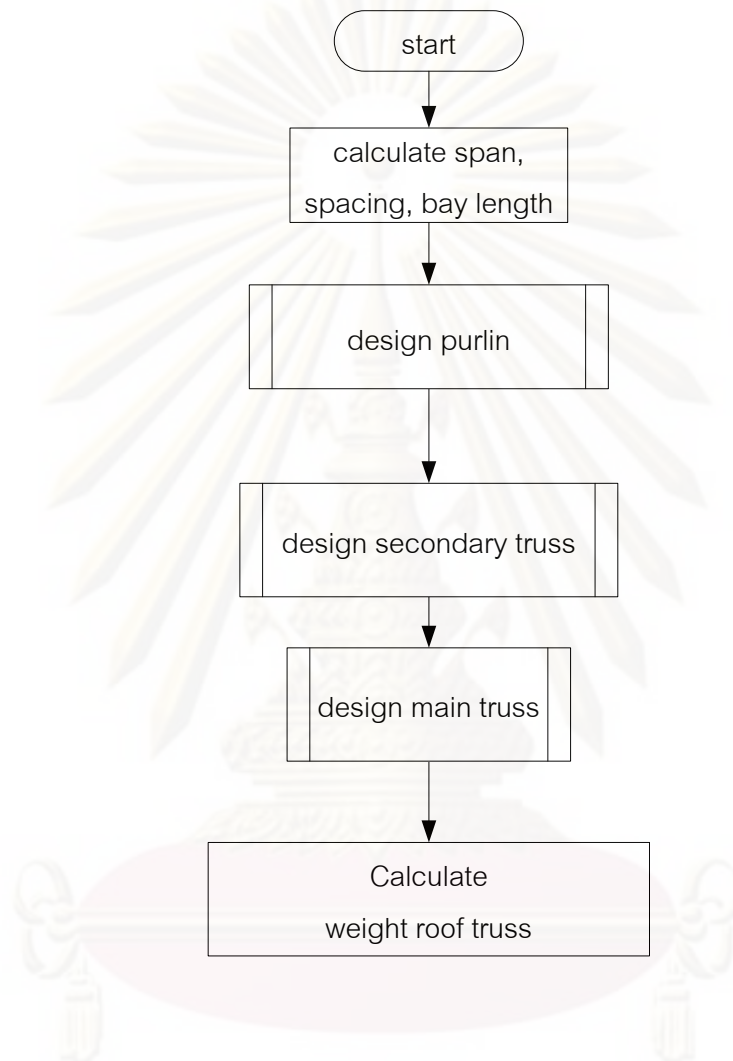 start
calculate span,
spacing, bay length
design purlin
design secondary truss
design main truss
Calculate
weight roof truss